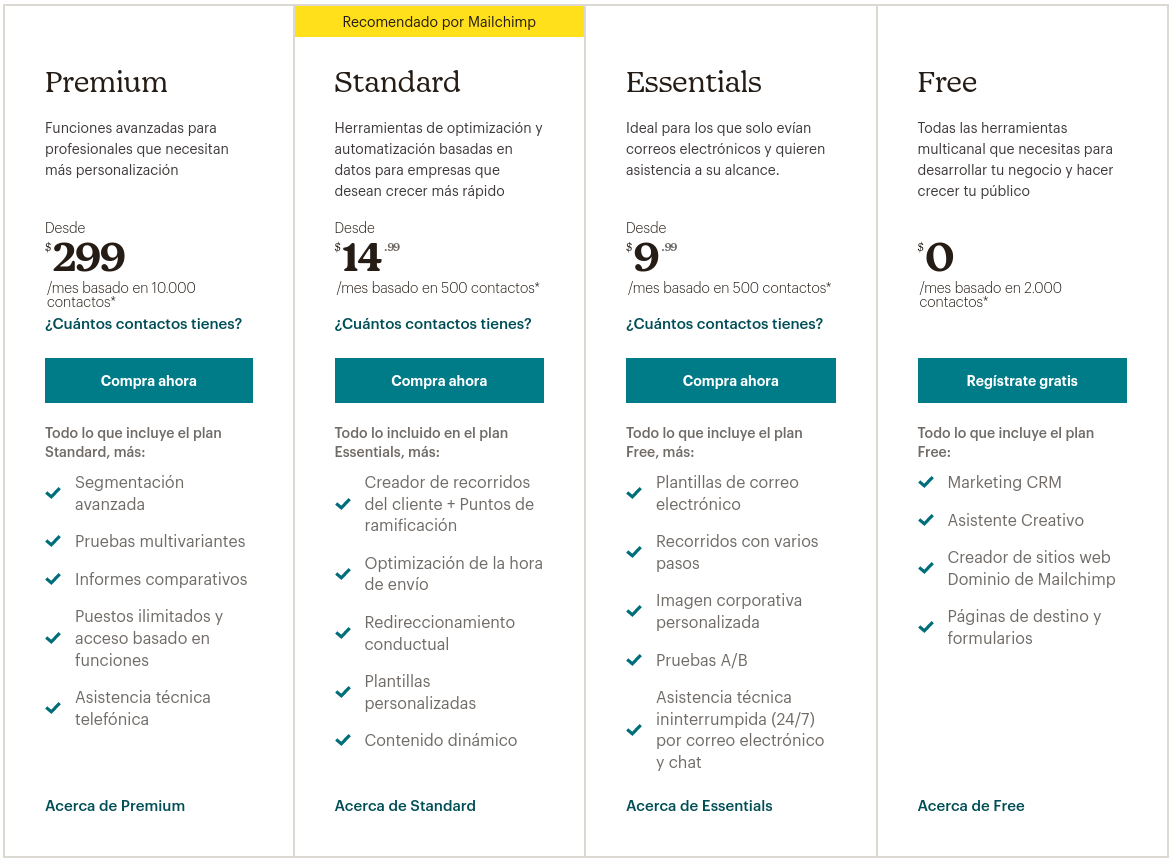 Premium
Funciones avanzadas para
profesionales que necesitan
más personalización
Desde
$299
/mes basado en 10.000
contactos*
¿Cuántos contactos tienes?
Compra ahora
Todo lo que incluye el plan
Standard, más:
Segmentación
avanzada
Pruebas multivariantes
Informes comparativos
Puestos ilimitados y
acceso basado en
funciones
Asistencia técnica
telefónica
Acerca de Premium
Recomendado por Mailchimp
Standard
Herramientas de optimización y
automatización basadas en
datos para empresas que
desean crecer más rápido
Desde
$14.99
/mes basado en 500 contactos*
¿Cuántos contactos tienes?
Compra ahora
Todo lo incluido en el plan
Essentials, más:
Creador de recorridos
del cliente + Puntos de
ramificación
Optimización de la hora
de envío
Redireccionamiento
conductual
Plantillas
personalizadas
Contenido dinámico
Acerca de Standard
Essentials
Ideal para los que solo evían
correos electrónicos y quieren
asistencia a su alcance.
Desde
$9.99
/mes basado en 500 contactos*
¿Cuántos contactos tienes?
Compra ahora
Todo lo que incluye el plan
Free, más:
Plantillas de correo
electrónico
Recorridos con varios
pasos
Imagen corporativa
personalizada
Pruebas A/B
Asistencia técnica
ininterrumpida (24/7)
por correo electrónico
y chat
Acerca de Essentials
Free
Todas las herramientas
multicanal que necesitas para
desarrollar tu negocio y hacer
crecer tu público
$0
/mes basado en 2.000
contactos*
Regístrate gratis
Todo lo que incluye el plan
Free:
Marketing CRM
Asistente Creativo
Creador de sitios web
Dominio de Mailchimp
Páginas de destino y
formularios
Acerca de Free